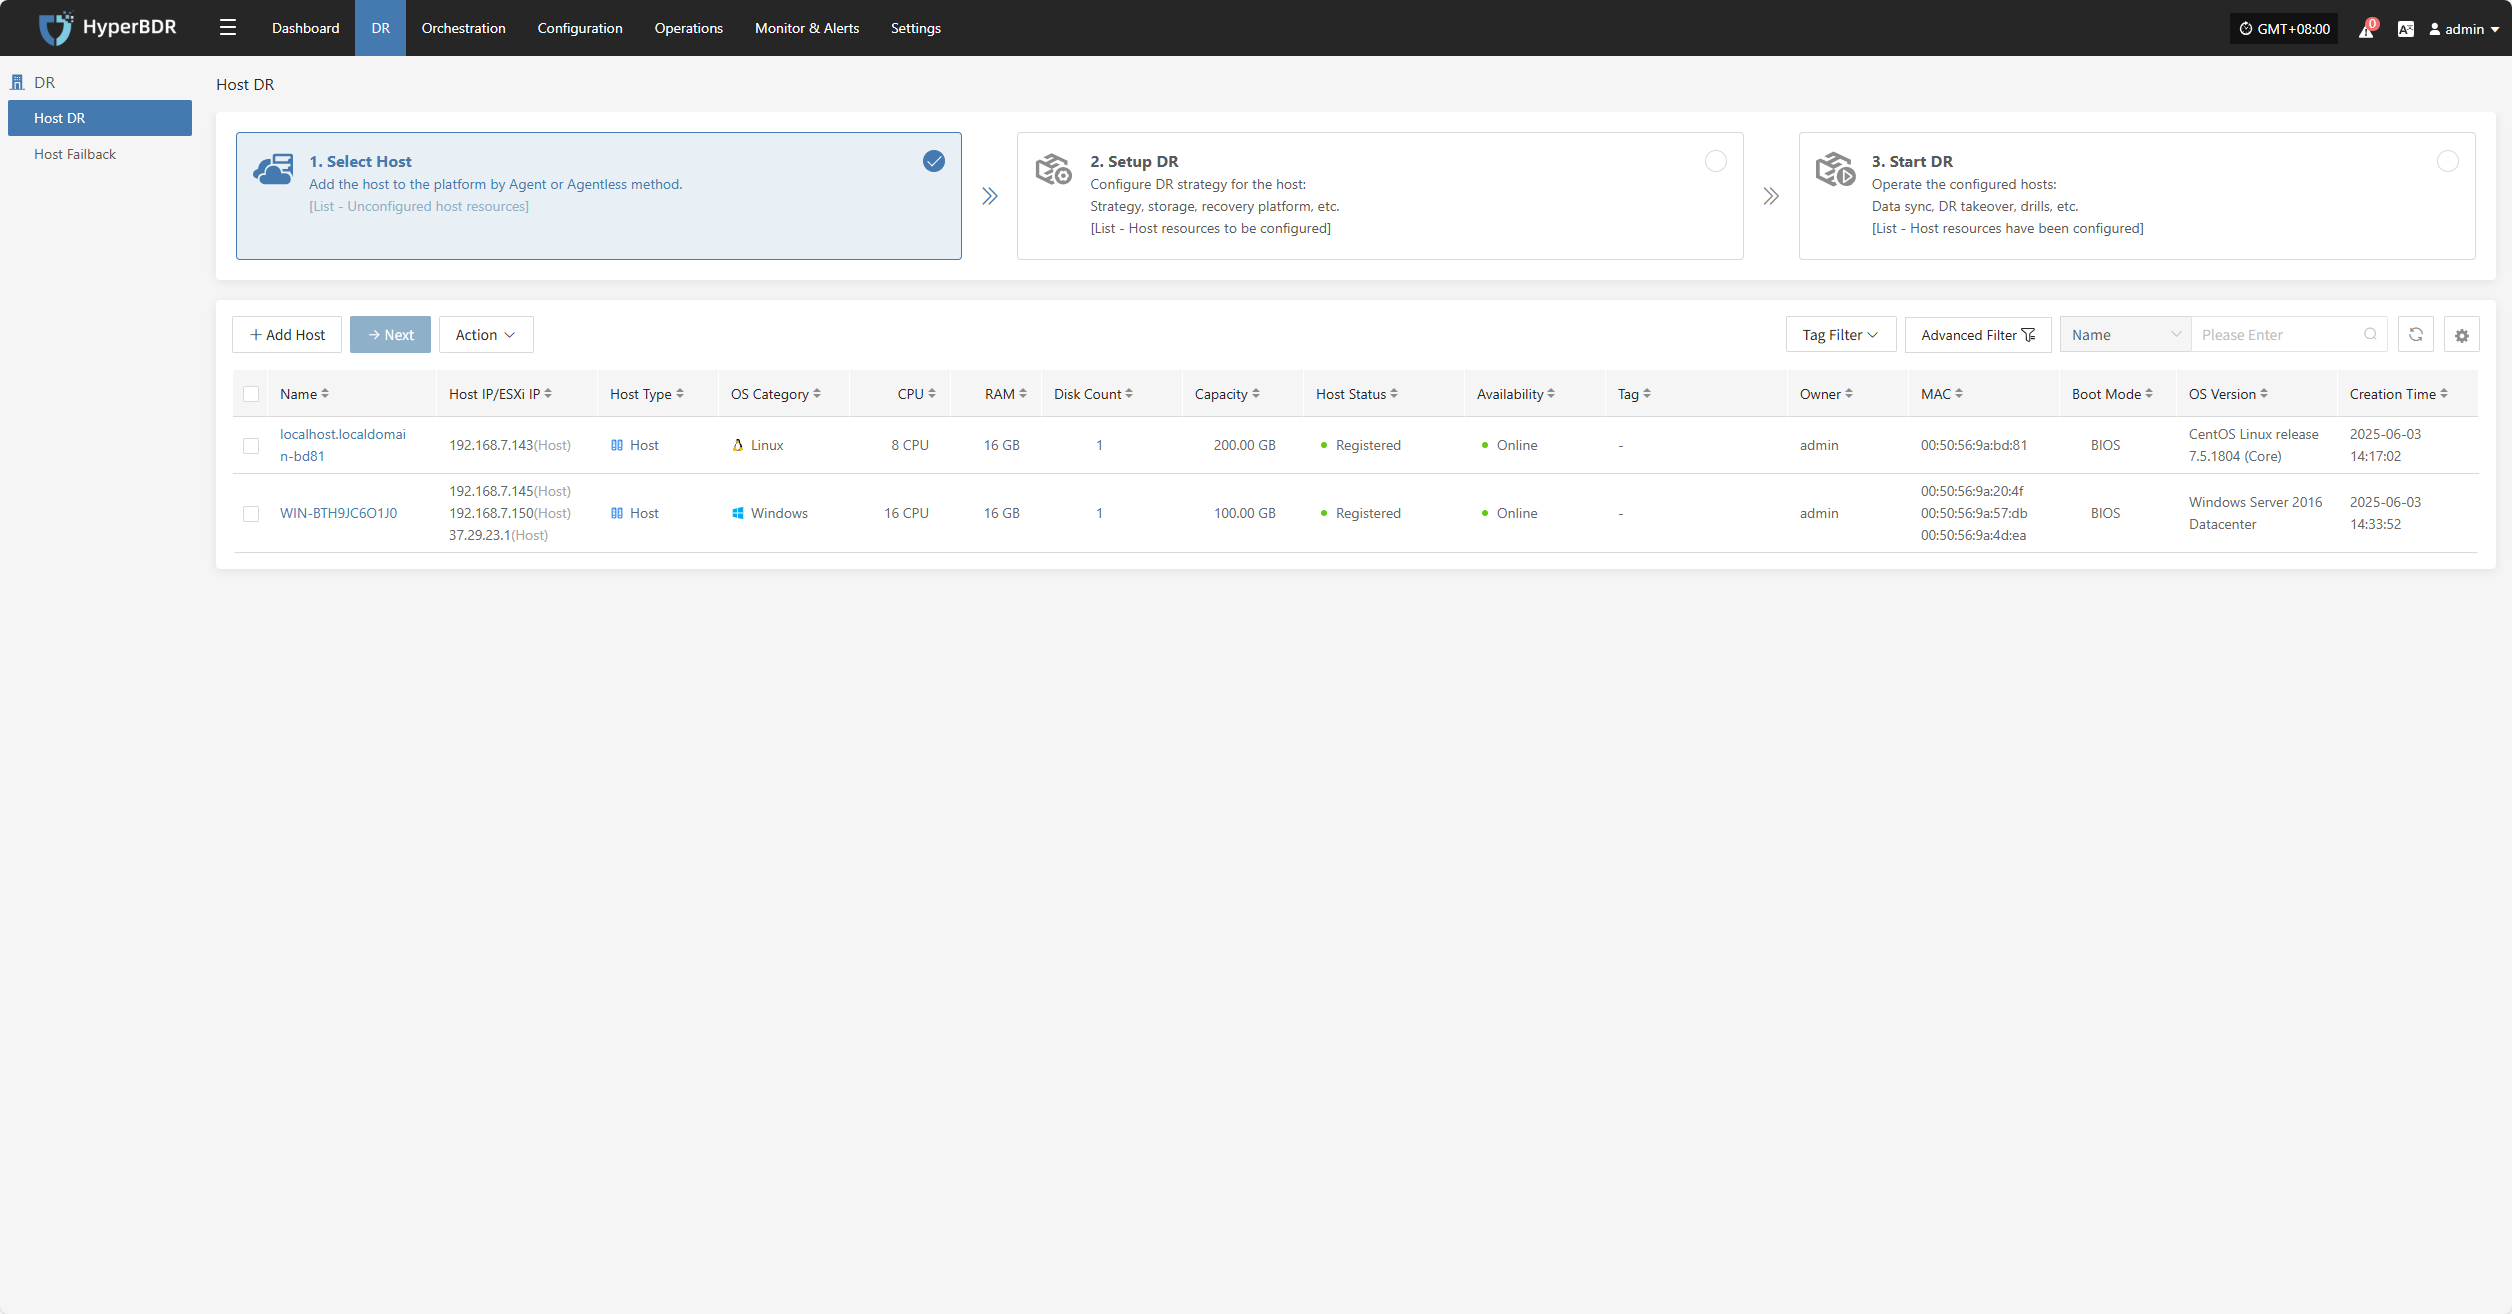 HyperBDR
Dashboard
DR
Orchestration
Configuration
Operations
Monitor & Alerts
Settings
GMT+08:00
0
admin
DR
Host DR
Host Failback
Host DR
1. Select Host
Add the host to the platform by Agent or Agentless method.
[List - Unconfigured host resources]
2. Setup DR
Configure DR strategy for the host:
Strategy, storage, recovery platform, etc.
[List - Host resources to be configured]
3. Start DR
Operate the configured hosts:
Data sync, DR takeover, drills, etc.
[List - Host resources have been configured]
Add Host
Next
Action
Tag Filter
Advanced Filter
Name
Please Enter
Name Host IP/ESXi IP Host Type OS Category CPU RAM Disk Count Capacity Host Status Availability Tag Owner MAC Boot Mode OS Version Creation Time
localhost.localdomai
n-bd81
192.168.7.143(Host)
Host
Linux
8 CPU
16 GB
1
200.00 GB
Registered
Online
-
admin
00:50:56:9a:bd:81
BIOS
CentOS Linux release
7.5.1804 (Core)
2025-06-03
14:17:02
WIN-BTH9JC6O1J0
192.168.7.145(Host)
192.168.7.150(Host)
37.29.23.1(Host)
Host
Windows
16 CPU
16 GB
1
100.00 GB
Registered
Online
-
admin
00:50:56:9a:20:4f
00:50:56:9a:57:db
00:50:56:9a:4d:ea
BIOS
Windows Server 2016
Datacenter
2025-06-03
14:33:52